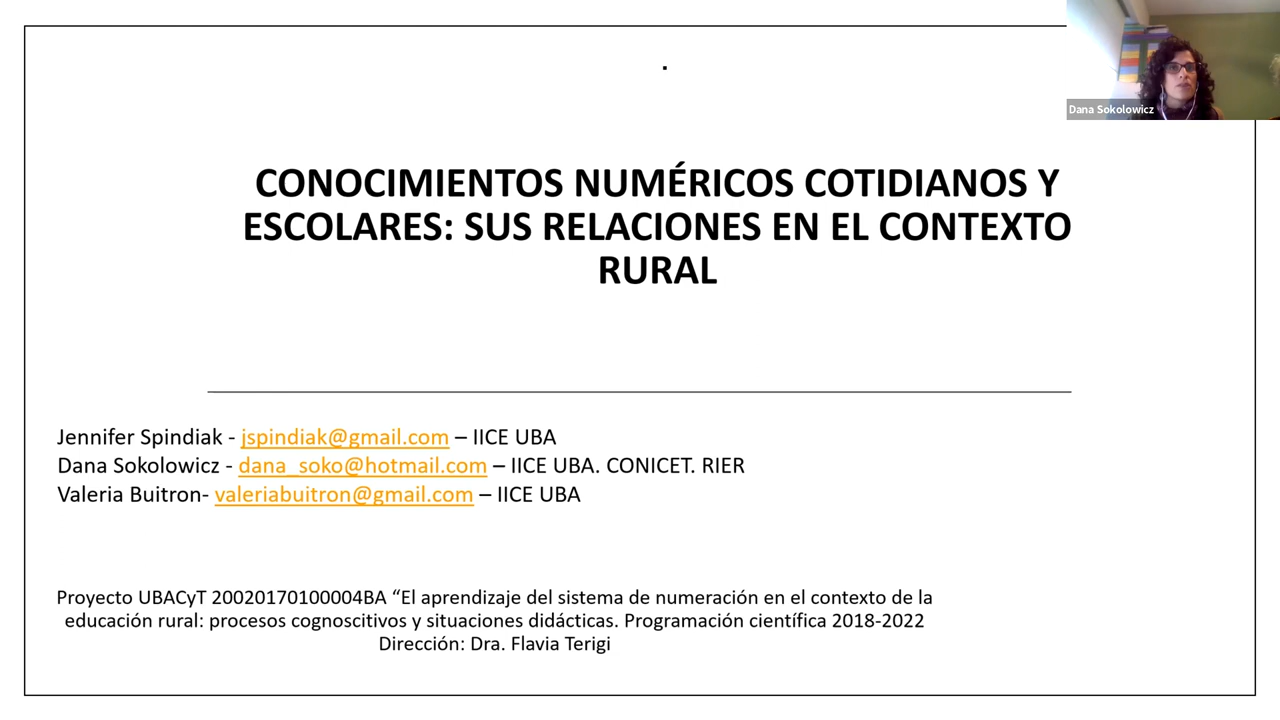 .
Dana Sokolowicz
CONOCIMIENTOS NUMÉRICOS COTIDIANOS Y
ESCOLARES: SUS RELACIONES EN EL CONTEXTO
RURAL
Jennifer Spindiak - jspindiak@gmail.com – IICE UBA
Dana Sokolowicz - dana_soko@hotmail.com – IICE UBA. CONICET. RIER
Valeria Buitron- valeriabuitron@gmail.com – IICE UBA
Proyecto UBACyT 20020170100004BA “El aprendizaje del sistema de numeración en el contexto de la
educación rural: procesos cognoscitivos y situaciones didácticas. Programación científica 2018-2022
Dirección: Dra. Flavia Terigi